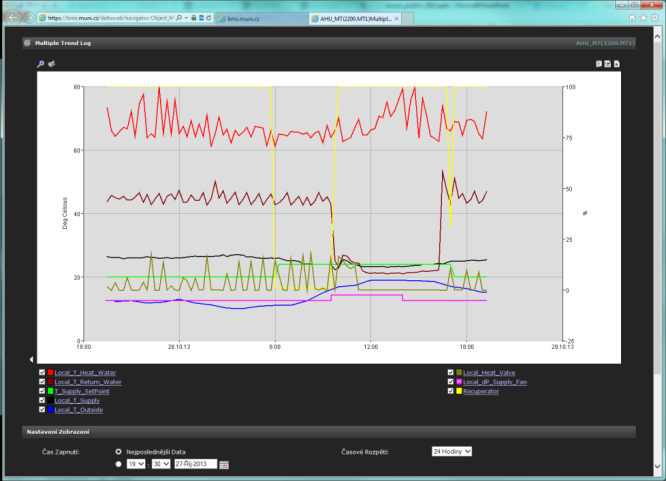 https://bms.muni.cz/deltaweb/navigator/Object_N
bms.muni.cz
AHU_MT(2200.MT1)Multipl...
Multiple Trend Log
AHU_MT[2200.MT1]
80
60
40
20
0
Deg Celsius
100
75
50
25
0
-25
%
18:00
28.10.13
6:00
12:00
18:00
29.10.13
Local_T_Heat_Water
Local_T_Return_Water
T_Supply_SetPoint
Local_T_Supply
Local_T_Outside
Local_Heat_Valve
Local_dP_Supply_Fan
Recuperator
Nastavení Zobrazení
Čas Zapnutí:
Nejposlednější Data
19 : 30
27-Říj-2013
Časové Rozpětí:
24 Hodiny